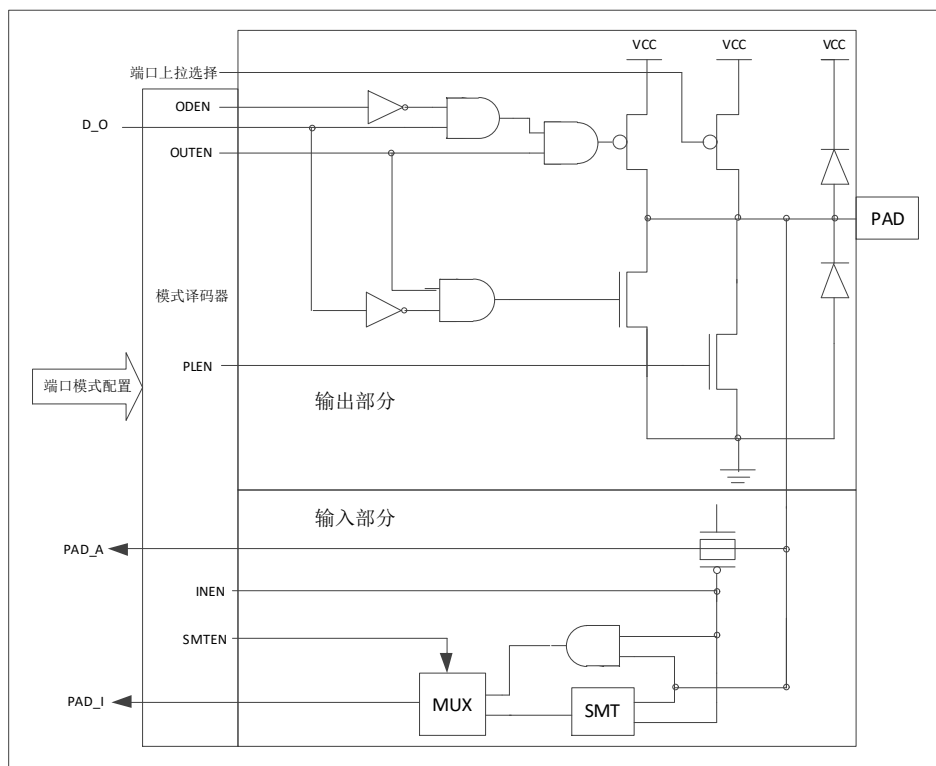 VCC
VCC
VCC
端口上拉选择
ODEN
D_O
OUTEN
PAD
模式译码器
PLEN
端口模式配置
输出部分
输入部分
PAD_A
INEN
SMTEN
PAD_I
MUX
SMT